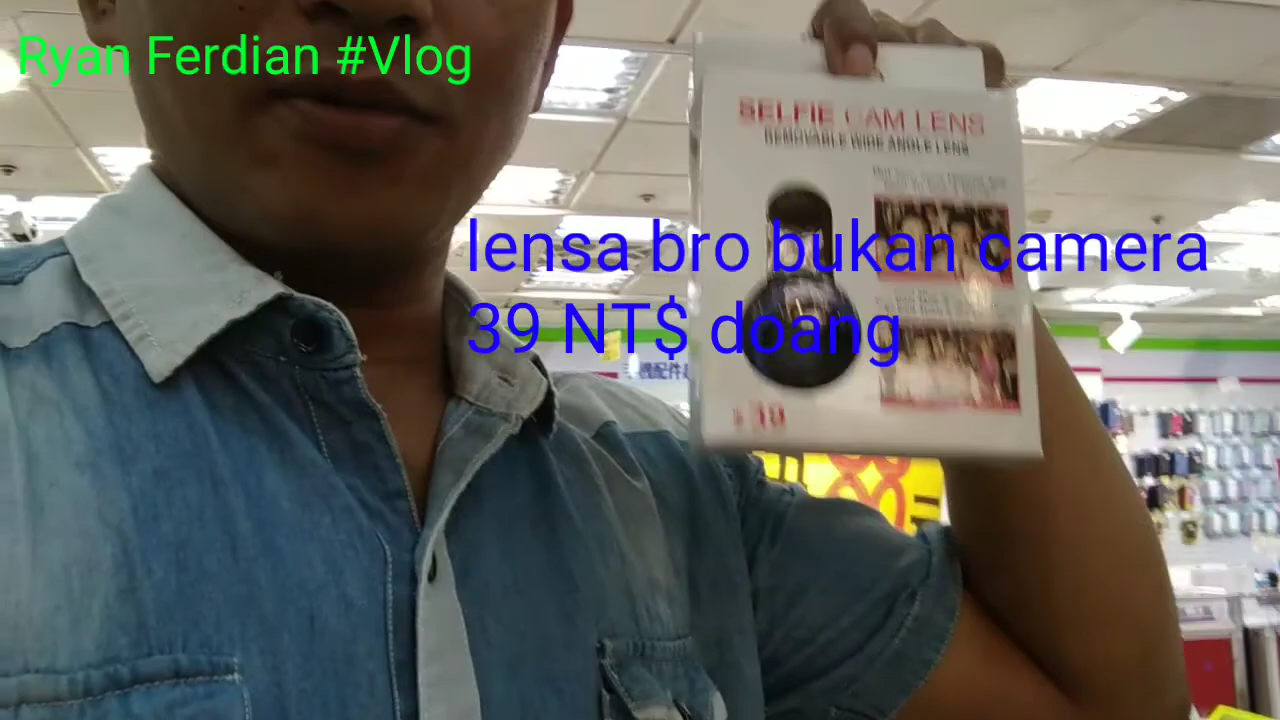 Ryan Ferdian #Vlog
SELFIE CAM LENS
REMOVABLE WIDE ANGLE LENS
lensa bro bukan camera
39 NT$ doang